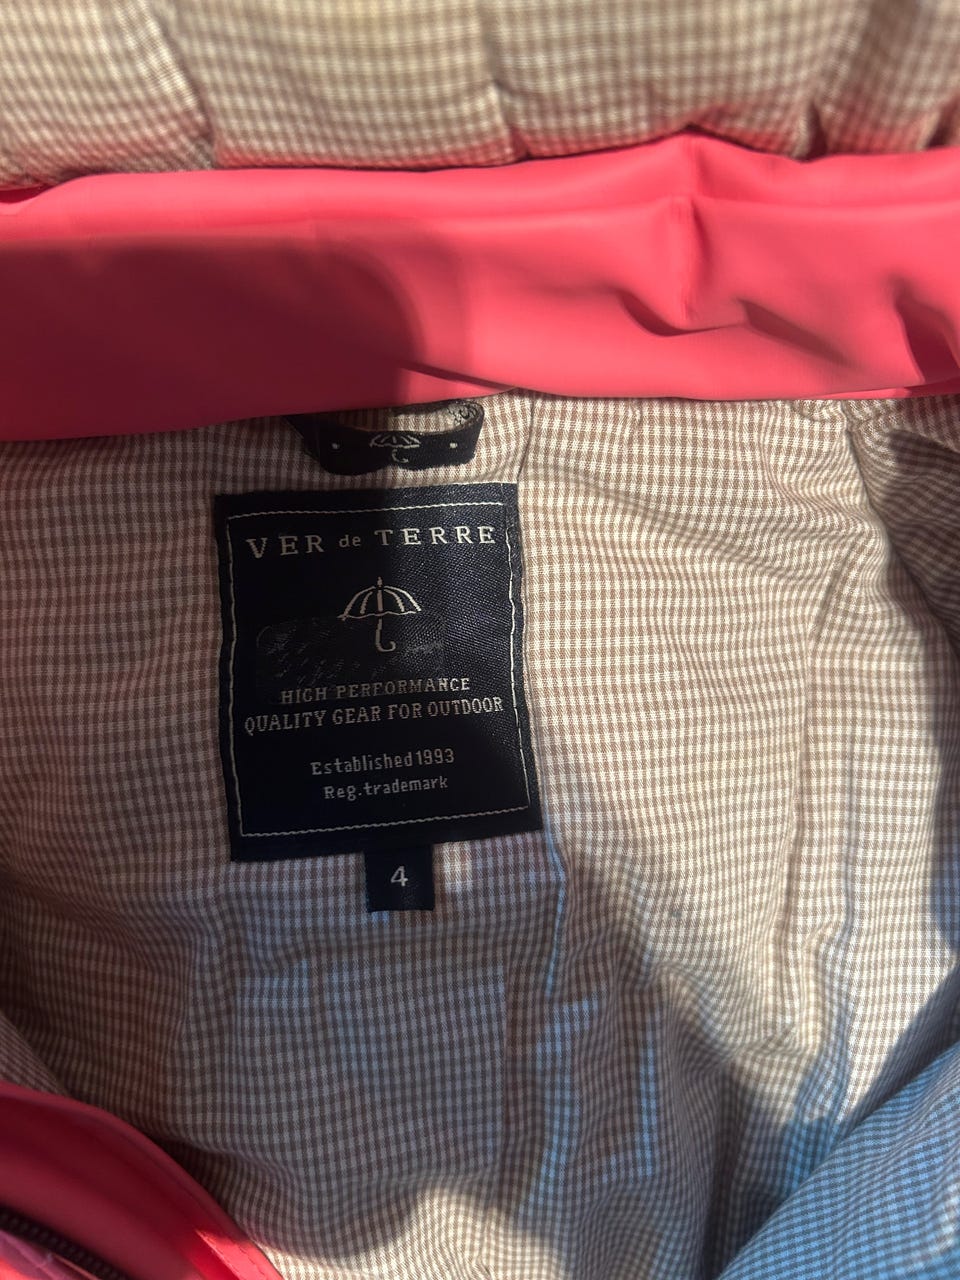 VER de TERRE
HIGH PERFORMANCE
QUALITY GEAR FOR OUTDOOR
Established 1993
Reg. trademark
4